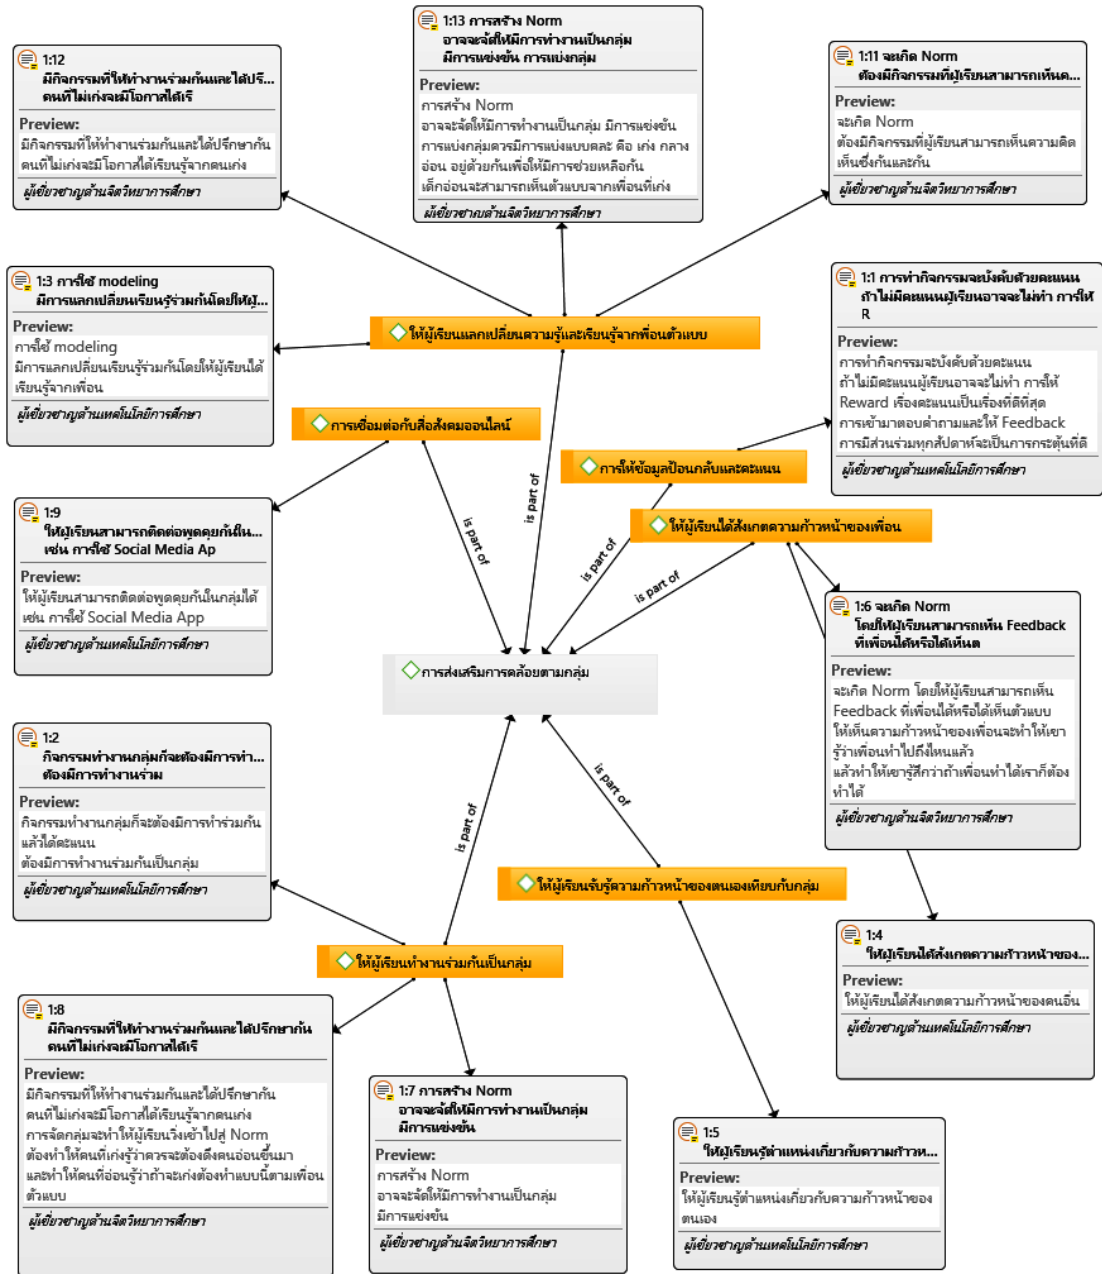 1:13 การสร้าง Norm
อาจจะจัดให้มีการทำงานเป็นกลุ่ม
มีการแข่งขัน การแบ่งกลุ่ม
Preview:
การสร้าง Norm
อาจจะจัดให้มีการทำงานเป็นกลุ่ม มีการแข่งขัน
การแบ่งกลุ่มควรมีการแบ่งแบบคละ คือ เก่ง กลาง
อ่อน อยู่ด้วยกันเพื่อให้มีการช่วยเหลือกัน
เด็กอ่อนจะสามารถเห็นตัวแบบจากเพื่อนที่เก่ง
ผู้เชี่ยวชาญด้านจิตวิทยาการศึกษา
1:12
มีกิจกรรมที่ให้ทำงานร่วมกันและได้ปรึ...
คนที่ไม่เก่งจะมีโอกาสได้เรี
Preview:
มีกิจกรรมที่ให้ทำงานร่วมกันและได้ปรึกษากัน
คนที่ไม่เก่งจะมีโอกาสได้เรียนรู้จากคนเก่ง
ผู้เชี่ยวชาญด้านจิตวิทยาการศึกษา
1:11 จะเกิด Norm
ต้องมีกิจกรรมที่ผู้เรียนสามารถเห็นค...
Preview:
จะเกิด Norm
ต้องมีกิจกรรมที่ผู้เรียนสามารถเห็นความคิด
เห็นซึ่งกันและกัน
ผู้เชี่ยวชาญด้านจิตวิทยาการศึกษา
1:3 การใช้ modeling
มีการแลกเปลี่ยนเรียนรู้ร่วมกันโดยให้ผู้...
Preview:
การใช้ modeling
มีการแลกเปลี่ยนเรียนรู้ร่วมกันโดยให้ผู้เรียนได้
เรียนรู้จากเพื่อน
ผู้เชี่ยวชาญด้านเทคโนโลยีการศึกษา
1:1 การทำกิจกรรมจะบังคับด้วยคะแนน
ถ้าไม่มีคะแนนผู้เรียนอาจจะไม่ทำ การให้
R
Preview:
การทำกิจกรรมจะบังคับด้วยคะแนน
ถ้าไม่มีคะแนนผู้เรียนอาจจะไม่ทำ การให้
Reward เรื่องคะแนนเป็นเรื่องที่ดีที่สุด
การเข้ามาตอบคำถามและให้ Feedback
การมีส่วนร่วมทุกสัปดาห์จะเป็นการกระตุ้นที่ดี
ผู้เชี่ยวชาญด้านเทคโนโลยีการศึกษา
ให้ผู้เรียนแลกเปลี่ยนความรู้และเรียนรู้จากเพื่อนตัวแบบ
การเชื่อมต่อกับสื่อสังคมออนไลน์
การให้ข้อมูลป้อนกลับและคะแนน
ให้ผู้เรียนได้สังเกตความก้าวหน้าของเพื่อน
is part of
is part of
is part of
is part of
1:9
ให้ผู้เรียนสามารถติดต่อพูดคุยกันใน...
เช่น การใช้ Social Media Ap
Preview:
ให้ผู้เรียนสามารถติดต่อพูดคุยกันในกลุ่มได้
เช่น การใช้ Social Media App
ผู้เชี่ยวชาญด้านเทคโนโลยีการศึกษา
1:6 จะเกิด Norm
โดยให้ผู้เรียนสามารถเห็น Feedback
ที่เพื่อนได้หรือได้เห็นต
Preview:
จะเกิด Norm โดยให้ผู้เรียนสามารถเห็น
Feedback ที่เพื่อนได้หรือได้เห็นตัวแบบ
ให้เห็นความก้าวหน้าของเพื่อนจะทำให้เขา
รู้ว่าเพื่อนทำไปถึงไหนแล้ว
แล้วทำให้เขารู้สึกว่าถ้าเพื่อนทำได้เราก็ต้อง
ทำได้
ผู้เชี่ยวชาญด้านจิตวิทยาการศึกษา
การส่งเสริมการคล้อยตามกลุ่ม
1:2
กิจกรรมทำงานกลุ่มก็จะต้องมีการทำ...
ต้องมีการทำงานร่วม
Preview:
กิจกรรมทำงานกลุ่มก็จะต้องมีการทำร่วมกัน
แล้วได้คะแนน
ต้องมีการทำงานร่วมกันเป็นกลุ่ม
ผู้เชี่ยวชาญด้านเทคโนโลยีการศึกษา
is part of
is part of
ให้ผู้เรียนรับรู้ความก้าวหน้าของตนเองเทียบกับกลุ่ม
ให้ผู้เรียนทำงานร่วมกันเป็นกลุ่ม
1:4
ให้ผู้เรียนได้สังเกตความก้าวหน้าของ...
Preview:
ให้ผู้เรียนได้สังเกตความก้าวหน้าของคนอื่น
ผู้เชี่ยวชาญด้านเทคโนโลยีการศึกษา
1:8
มีกิจกรรมที่ให้ทำงานร่วมกันและได้ปรึกษากัน
คนที่ไม่เก่งจะมีโอกาสได้เรี
Preview:
มีกิจกรรมที่ให้ทำงานร่วมกันและได้ปรึกษากัน
คนที่ไม่เก่งจะมีโอกาสได้เรียนรู้จากคนเก่ง
การจัดกลุ่มจะทำให้ผู้เรียนวิ่งเข้าไปสู่ Norm
ต้องทำให้คนที่เก่งรู้ว่าควรจะต้องดึงคนอ่อนขึ้นมา
และทำให้คนที่อ่อนรู้ว่าถ้าจะเก่งต้องทำแบบนี้ตามเพื่อน
ตัวแบบ
ผู้เชี่ยวชาญด้านจิตวิทยาการศึกษา
1:7 การสร้าง Norm
อาจจะจัดให้มีการทำงานเป็นกลุ่ม
มีการแข่งขัน
Preview:
การสร้าง Norm
อาจจะจัดให้มีการทำงานเป็นกลุ่ม
มีการแข่งขัน
ผู้เชี่ยวชาญด้านจิตวิทยาการศึกษา
1:5
ให้ผู้เรียนรู้ตำแหน่งเกี่ยวกับความก้าวห...
Preview:
ให้ผู้เรียนรู้ตำแหน่งเกี่ยวกับความก้าวหน้าของ
ตนเอง
ผู้เชี่ยวชาญด้านเทคโนโลยีการศึกษา